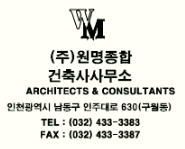 WM
(주)원명종합
건축사사무소
ARCHITECTS & CONSULTANTS
인천광역시 남동구 인주대로 630(구월동)
TEL : (032) 433-3383
FAX : (032) 433-3387